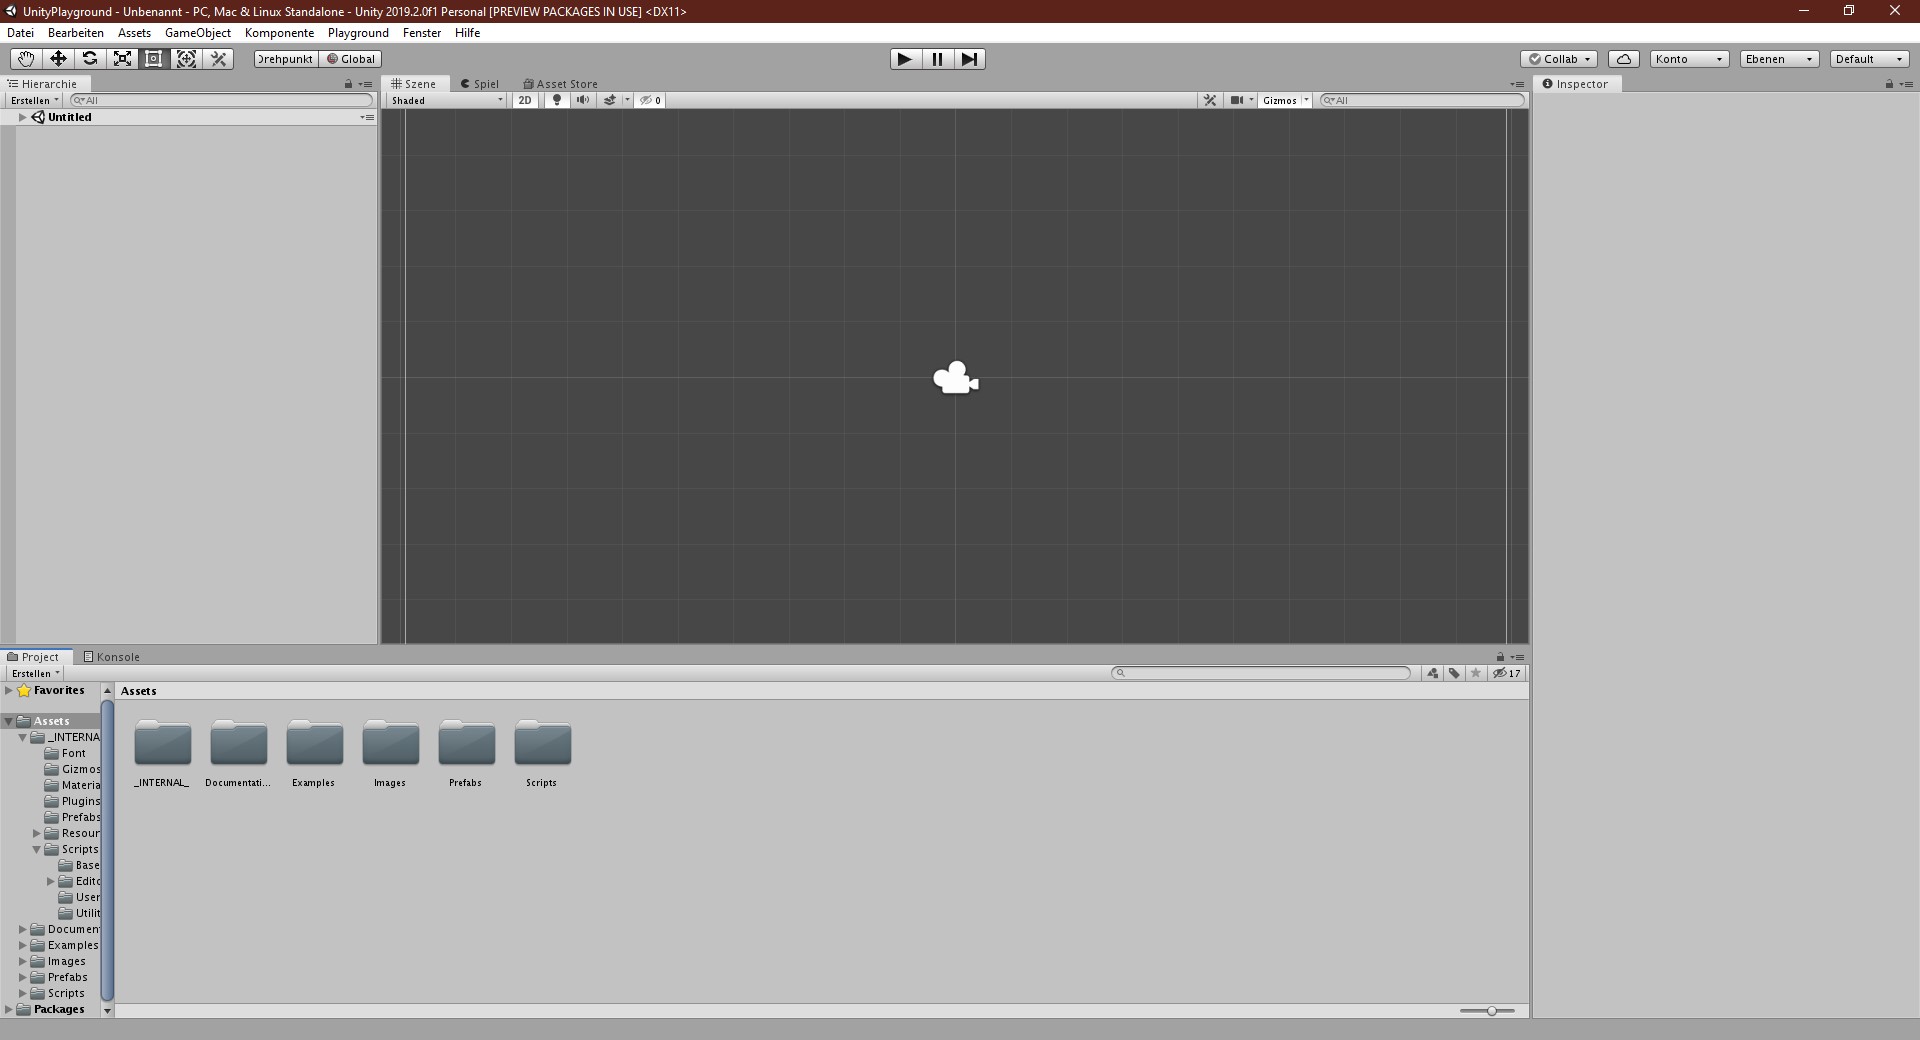 UnityPlayground - Unbenannt - PC, Mac & Linux Standalone - Unity 2019.2.0f1 Personal [PREVIEW PACKAGES IN USE] <DX11>
Datei Bearbeiten Assets GameObject Komponente Playground Fenster Hilfe
Drehpunkt Global Collab Konto Ebenen Default
Hierarchie
Erstellen All
Untitled
Szene Spiel Asset Store
Shaded 2D 0 Gizmos All
Inspector
Project Konsole
Erstellen 17
Favorites
Assets
_INTERNA
Font
Gizmos
Materia
Plugins
Prefabs
Resour
Scripts
Base
Edito
User
Utilit
Documen
Examples
Images
Prefabs
Scripts
Packages
Assets
_INTERNAL_ Documentati... Examples Images Prefabs Scripts